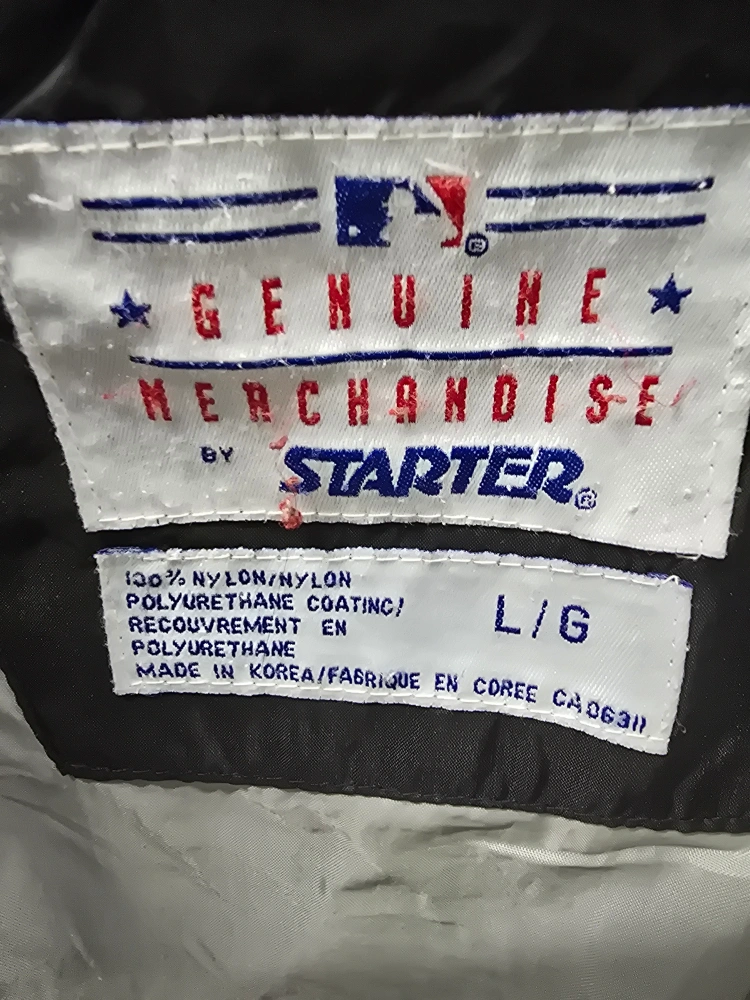 GENUINE
MERCHANDISE
BY STARTER®
100% NYLON/NYLON
POLYURETHANE COATING/
RECOUVREMENT EN
POLYURETHANE
MADE IN KOREA/FABRIQUE EN COREE CA06311
L/G